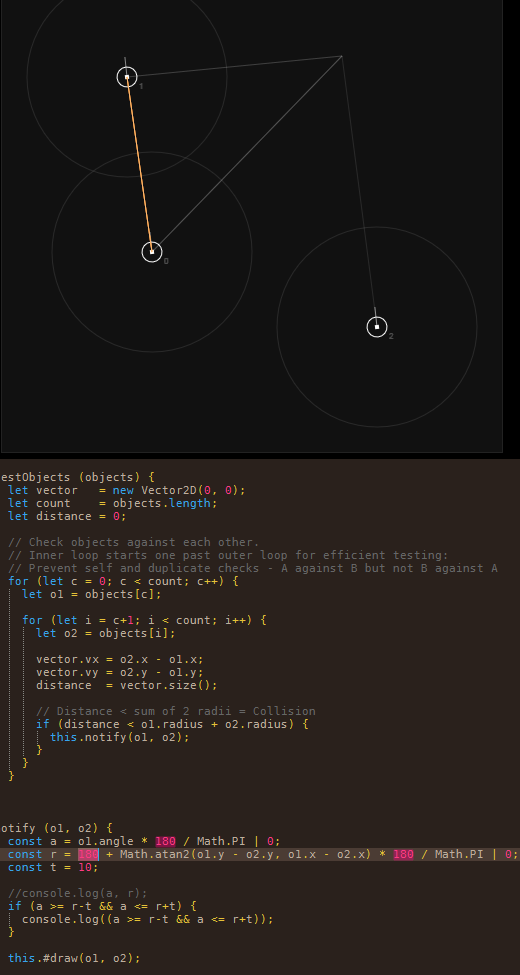 1
0
2
estObjects (objects) {
let vector   = new Vector2D(0, 0);
let count    = objects.length;
let distance = 0;
// Check objects against each other.
// Inner loop starts one past outer loop for efficient testing:
// Prevent self and duplicate checks - A against B but not B against A
for (let c = 0; c < count; c++) {
let o1 = objects[c];
for (let i = c+1; i < count; i++) {
let o2 = objects[i];
vector.vx = o2.x - o1.x;
vector.vy = o2.y - o1.y;
distance  = vector.size();
// Distance < sum of 2 radii = Collision
if (distance < o1.radius + o2.radius) {
this.notify(o1, o2);
}
}
}
otify (o1, o2) {
const a = o1.angle * 180 / Math.PI | 0;
const r = 180 + Math.atan2(o1.y - o2.y, o1.x - o2.x) * 180 / Math.PI | 0;
const t = 10;
//console.log(a, r);
if (a >= r-t && a <= r+t) {
console.log((a >= r-t && a <= r+t));
}
this.#draw(o1, o2);